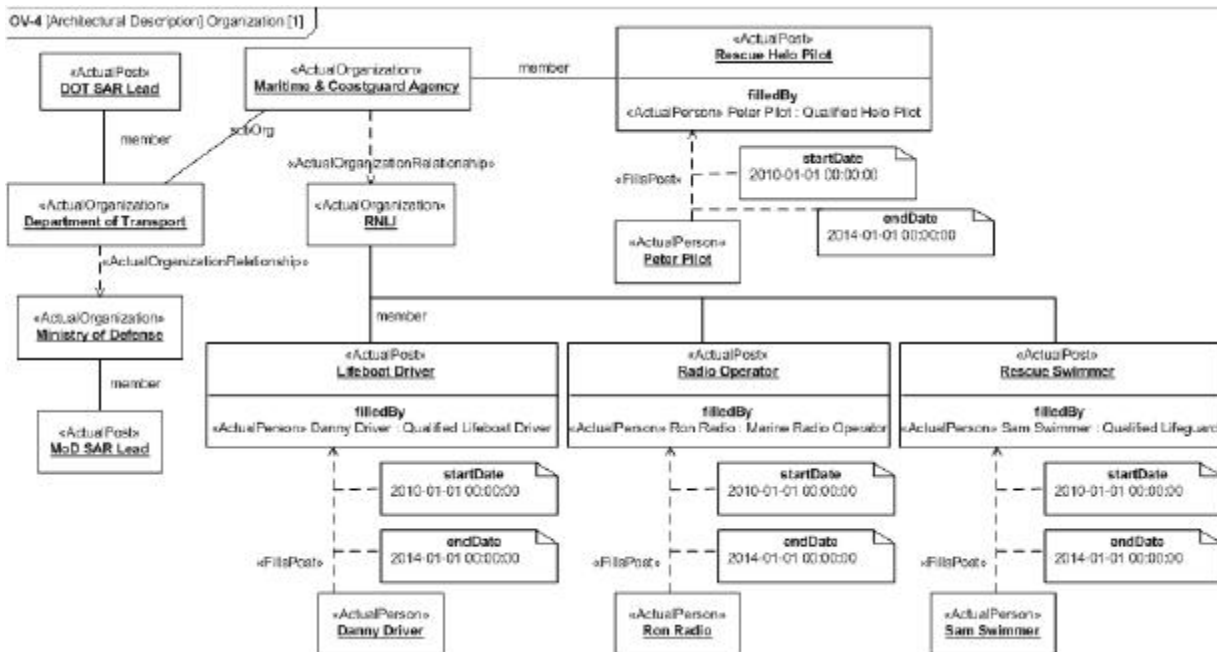 OV-4 [Architectural Description] Organization [1]
«ActualPost»
DOT SAR Lead
«ActualOrganization»
Maritime & Coastguard Agency
member
«ActualPost»
Rescue Helo Pilot
filledBy
«ActualPerson» Peter Pilot : Qualified Helo Pilot
member
subOrg
«ActualOrganizationRelationship»
«FillsPost»
startDate
2010-01-01 00:00:00
endDate
2014-01-01 00:00:00
«ActualOrganization»
Department of Transport
«ActualOrganization»
RNLI
«ActualPerson»
Peter Pilot
«ActualOrganizationRelationship»
«ActualOrganization»
Ministry of Defense
member
member
«ActualPost»
MoD SAR Lead
«ActualPost»
Lifeboat Driver
filledBy
«ActualPerson» Danny Driver : Qualified Lifeboat Driver
«ActualPost»
Radio Operator
filledBy
«ActualPerson» Ron Radio : Marine Radio Operator
«ActualPost»
Rescue Swimmer
filledBy
«ActualPerson» Sam Swimmer : Qualified Lifeguard
startDate
2010-01-01 00:00:00
endDate
2014-01-01 00:00:00
«FillsPost»
«ActualPerson»
Danny Driver
startDate
2010-01-01 00:00:00
endDate
2014-01-01 00:00:00
«FillsPost»
«ActualPerson»
Ron Radio
startDate
2010-01-01 00:00:00
endDate
2014-01-01 00:00:00
«FillsPost»
«ActualPerson»
Sam Swimmer